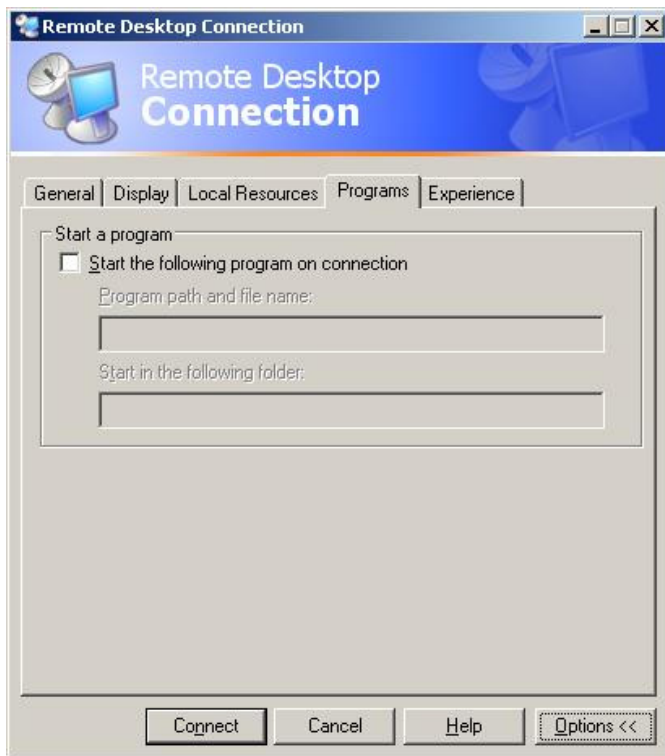 Remote Desktop Connection
Remote Desktop
Connection
General Display Local Resources Programs Experience
Start a program
Start the following program on connection
Program path and file name:
Start in the following folder:
Connect Cancel Help Options <<